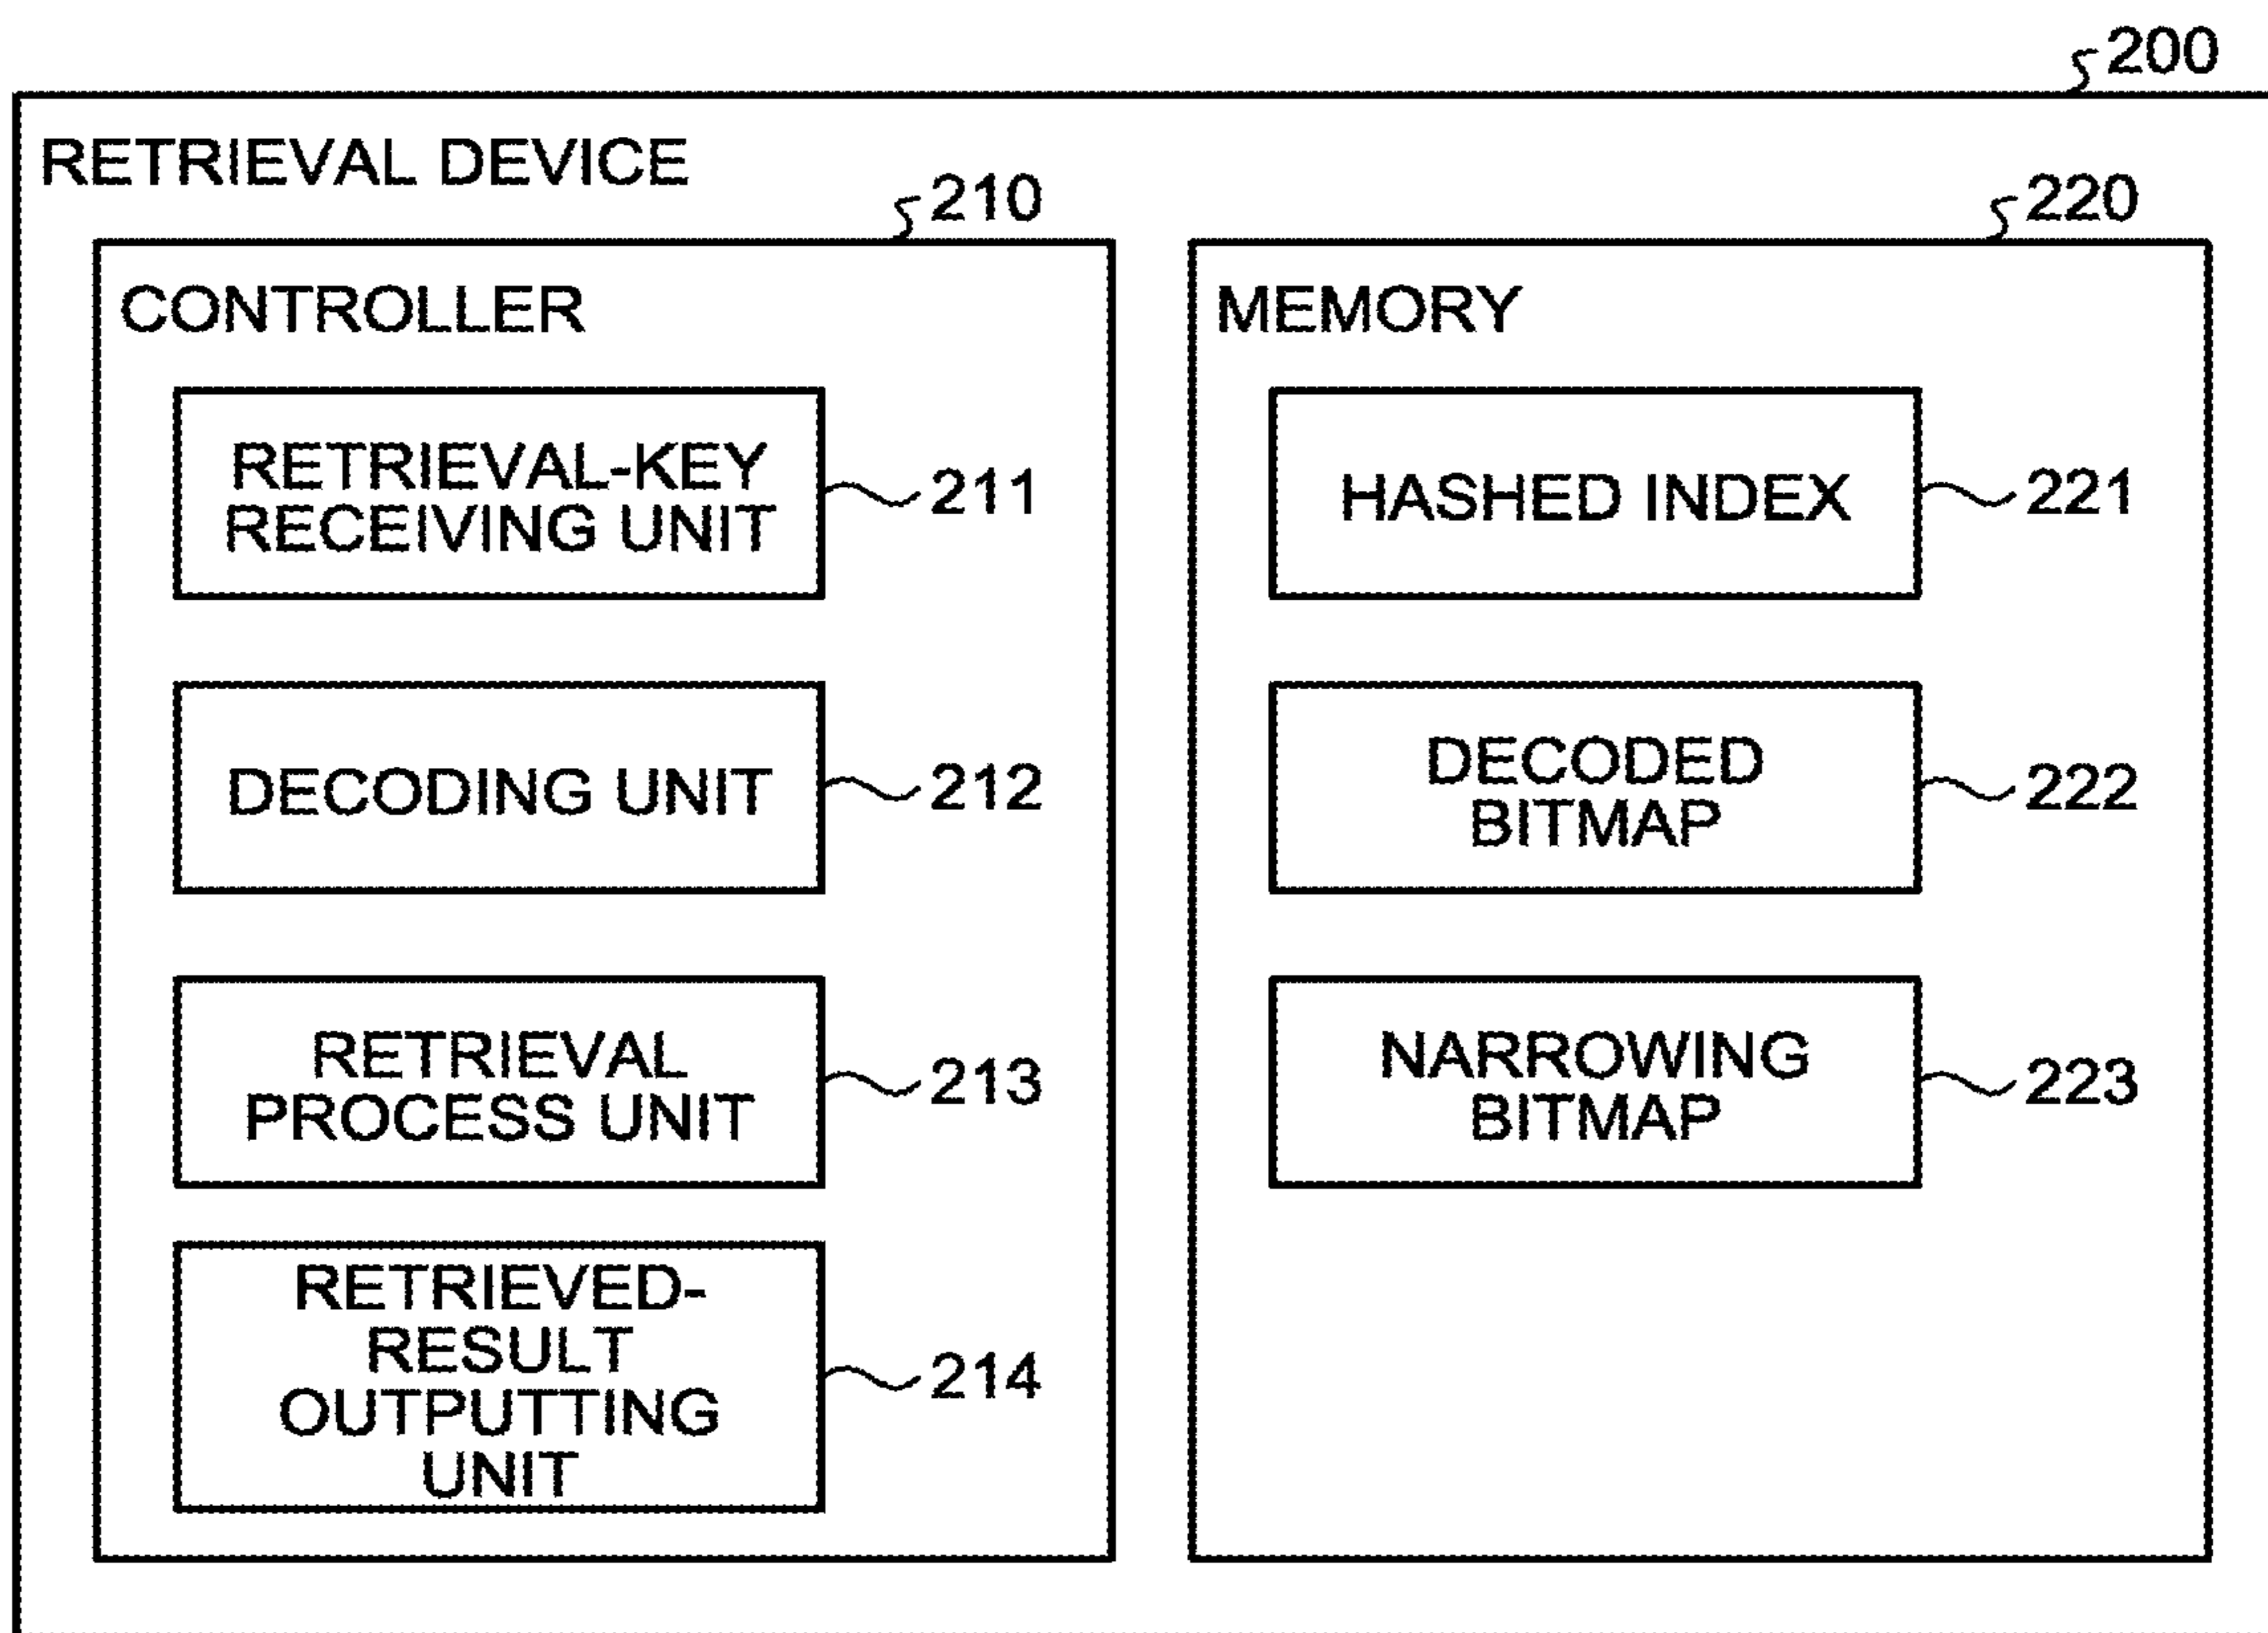 200
RETRIEVAL DEVICE
210
CONTROLLER
RETRIEVAL-KEY
RECEIVING UNIT
211
DECODING UNIT
212
RETRIEVAL
PROCESS UNIT
213
RETRIEVED-
RESULT
OUTPUTTING
UNIT
214
220
MEMORY
HASHED INDEX
221
DECODED
BITMAP
222
NARROWING
BITMAP
223